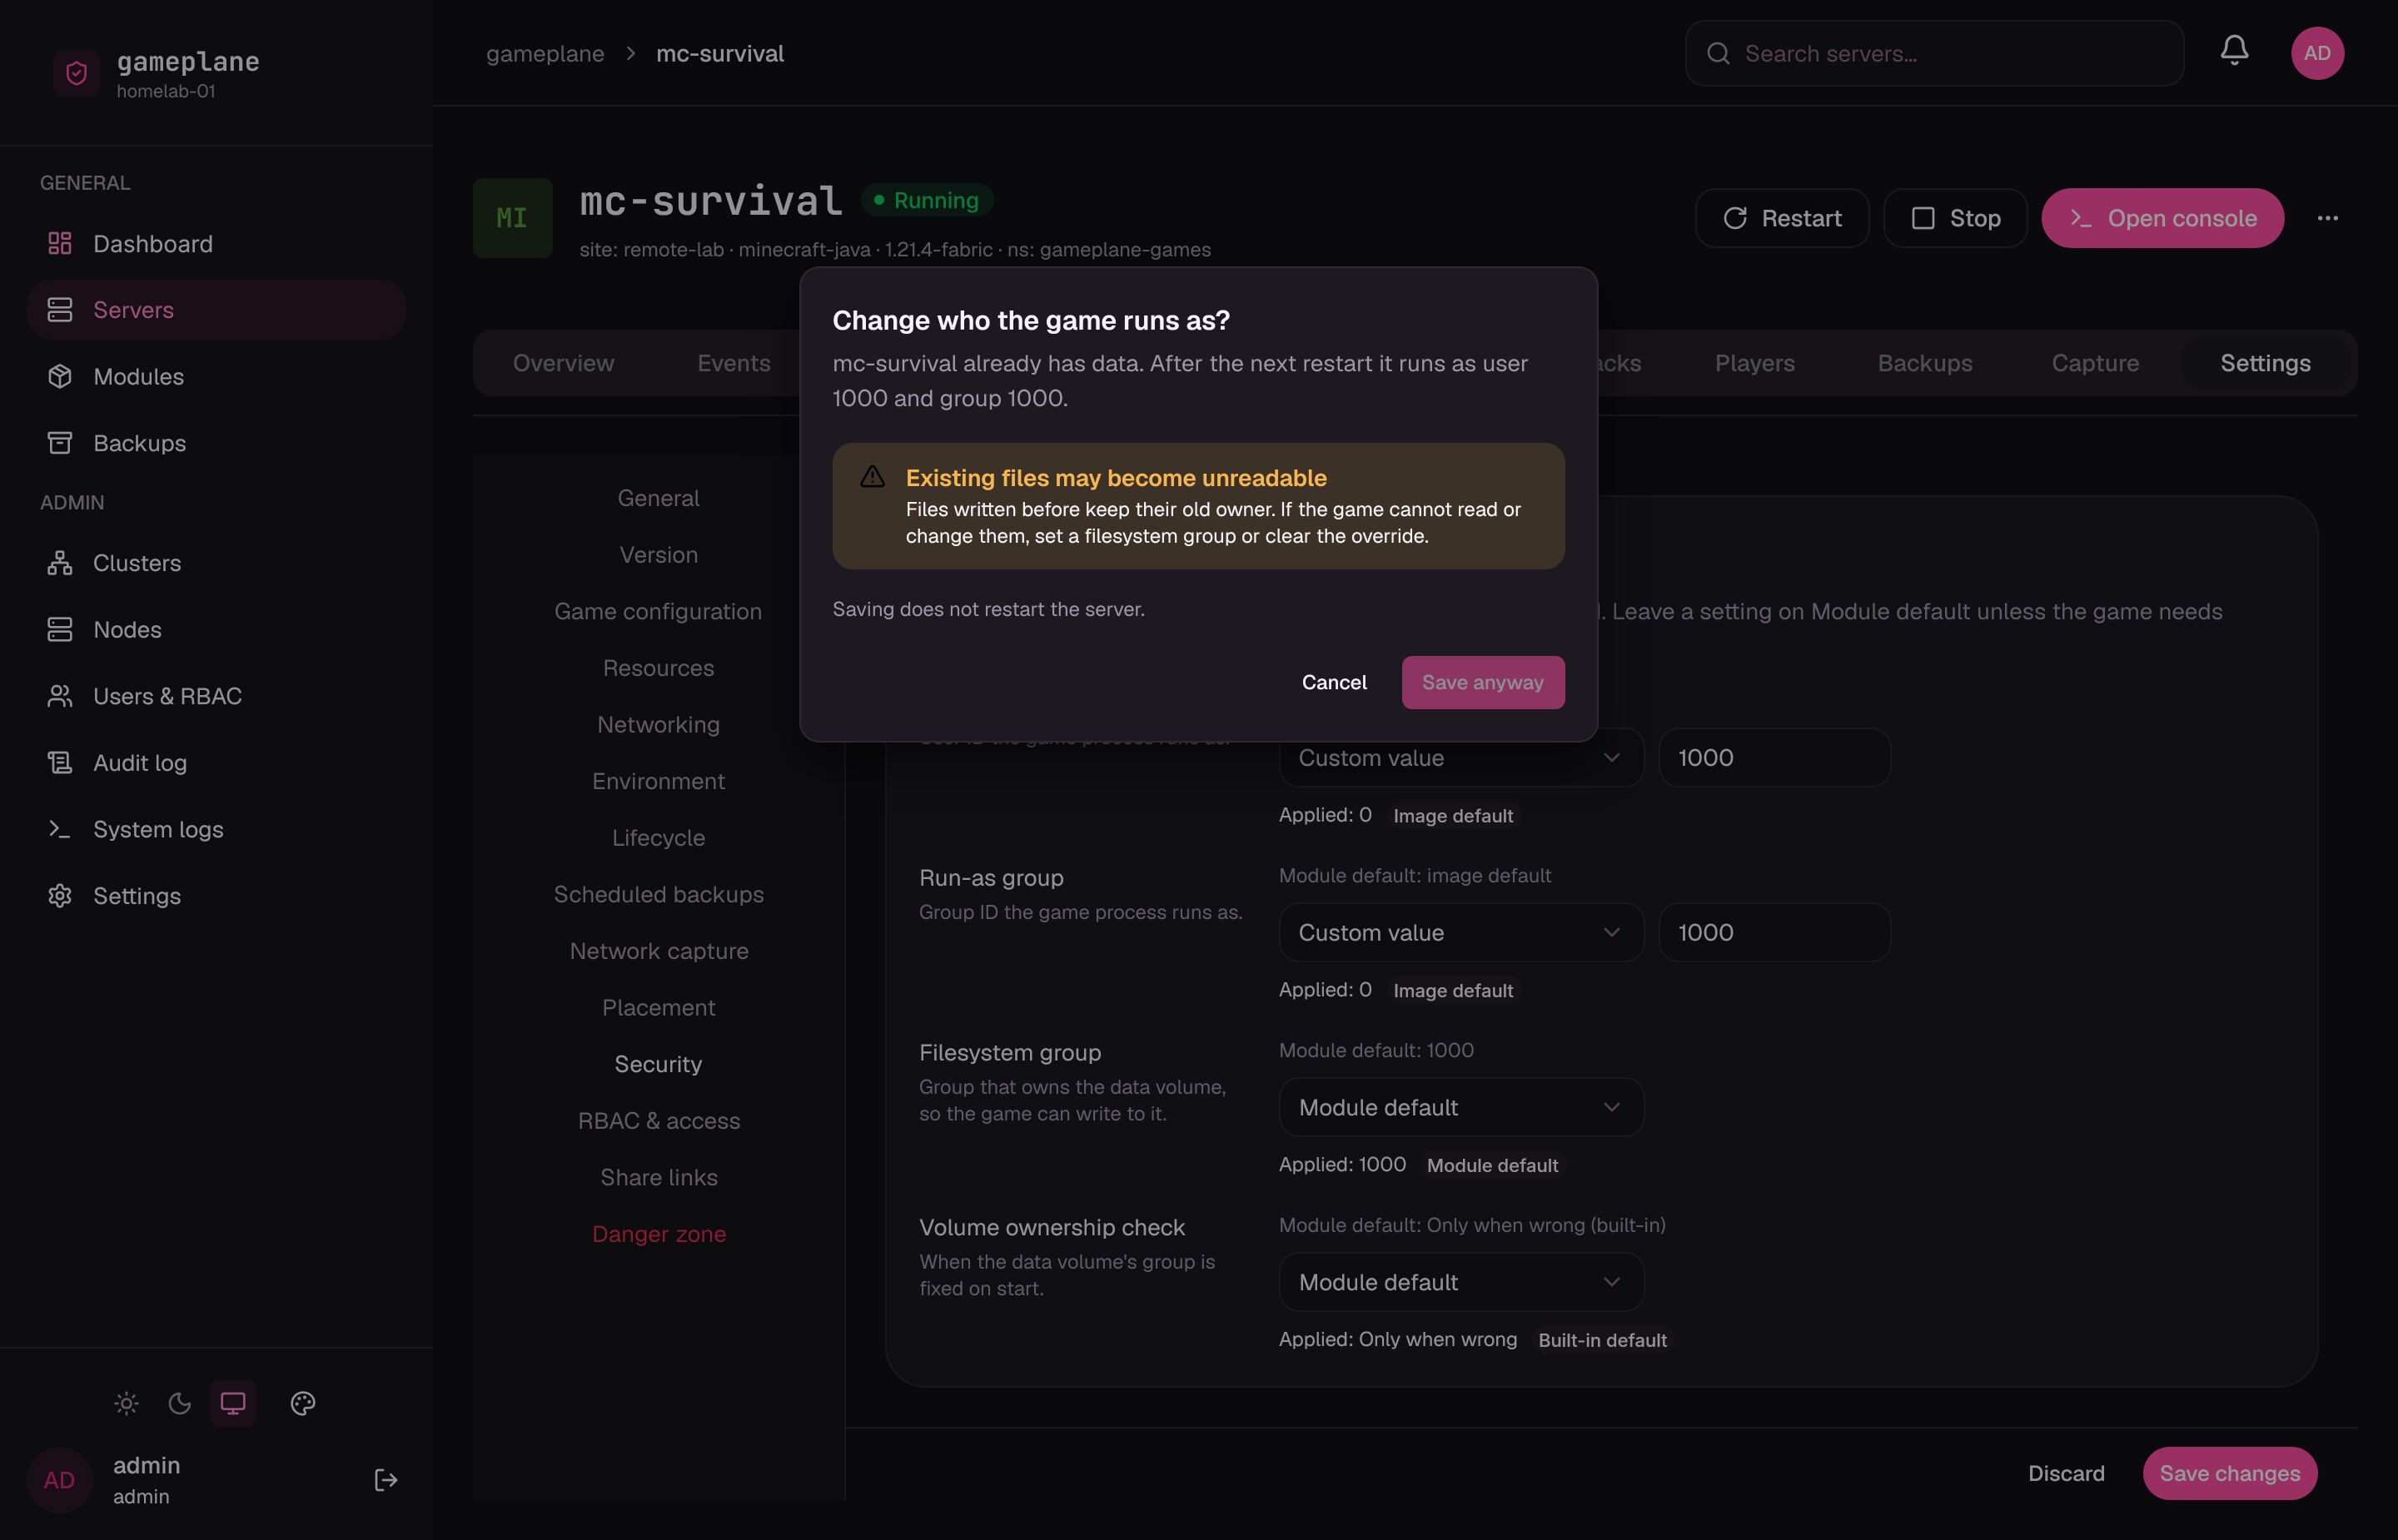 gameplane
homelab-01
gameplane > mc-survival
Search servers...
AD
GENERAL
Dashboard
Servers
Modules
Backups
ADMIN
Clusters
Nodes
Users & RBAC
Audit log
System logs
Settings
AD
admin
admin
MI
mc-survival
Running
site: remote-lab · minecraft-java · 1.21.4-fabric · ns: gameplane-games
Restart
Stop
Open console
Overview
Events
Players
Backups
Capture
Settings
General
Version
Game configuration
Resources
Networking
Environment
Lifecycle
Scheduled backups
Network capture
Placement
Security
RBAC & access
Share links
Danger zone
Change who the game runs as?
mc-survival already has data. After the next restart it runs as user
1000 and group 1000.
Existing files may become unreadable
Files written before keep their old owner. If the game cannot read or
change them, set a filesystem group or clear the override.
Saving does not restart the server.
Cancel
Save anyway
Leave a setting on Module default unless the game needs
Custom value
1000
Applied: 0 Image default
Run-as group
Group ID the game process runs as.
Module default: image default
Custom value
1000
Applied: 0 Image default
Filesystem group
Group that owns the data volume,
so the game can write to it.
Module default: 1000
Module default
Applied: 1000 Module default
Volume ownership check
When the data volume's group is
fixed on start.
Module default: Only when wrong (built-in)
Module default
Applied: Only when wrong Built-in default
Discard
Save changes